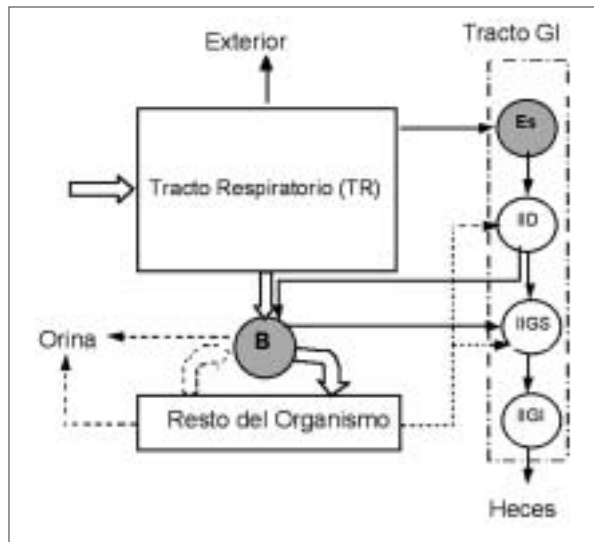 Exterior
Tracto GI
Es
Tracto Respiratorio (TR)
IID
IIGS
B
Orina
Resto del Organismo
IIGI
Heces